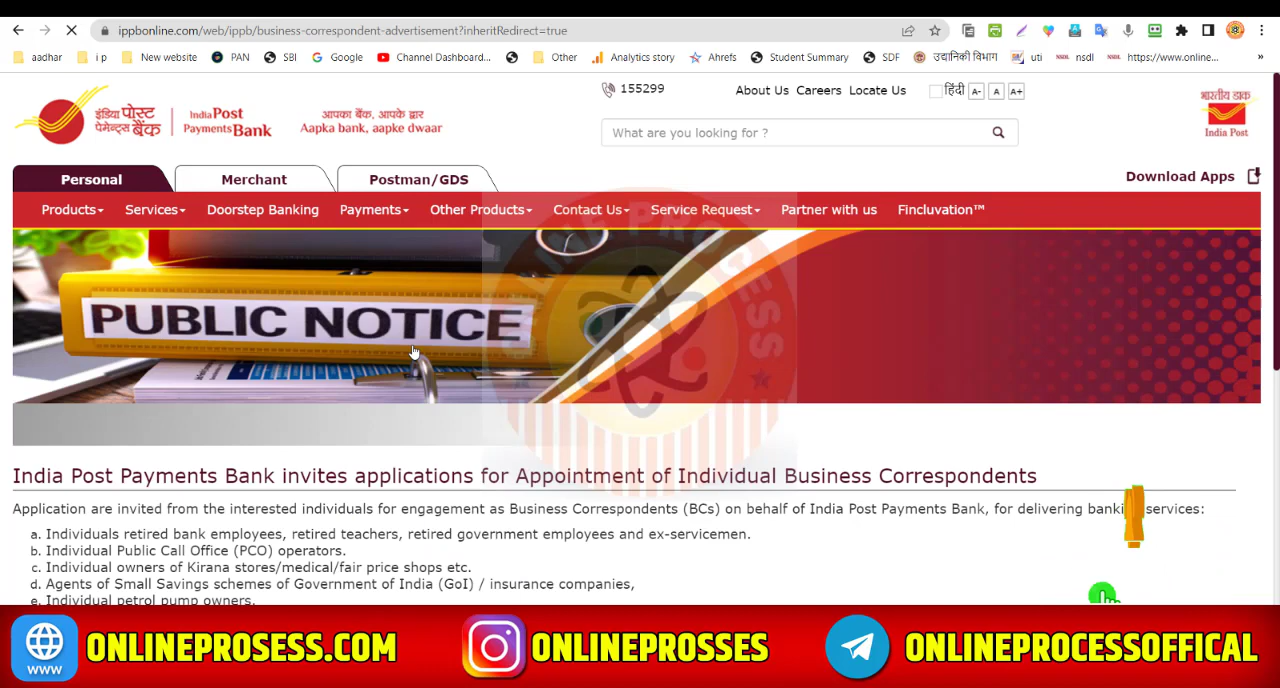 ippbonline.com/web/ippb/business-correspondent-advertisement?inheritRedirect=true
aadhar i p New website PAN SBI Google Channel Dashboard... Other Analytics story Ahrefs Student Summary SDF उद्यानिकी विभाग uti NSDL nsdl NSDL https://www.online... »
इंडिया पोस्ट
पेमेन्ट्स बैंक
India Post
Payments Bank
आपका बैंक, आपके द्वार
Aapka bank, aapke dwaar
155299
About Us Careers Locate Us हिंदी A- A A+
What are you looking for ?
भारतीय डाक
India Post
Personal Merchant Postman/GDS
Download Apps
Products Services Doorstep Banking Payments Other Products Contact Us Service Request Partner with us Fincluvation™
ONLINE PROCESS
PUBLIC NOTICE
India Post Payments Bank invites applications for Appointment of Individual Business Correspondents
Application are invited from the interested individuals for engagement as Business Correspondents (BCs) on behalf of India Post Payments Bank, for delivering banki services:
a. Individuals retired bank employees, retired teachers, retired government employees and ex-servicemen.
b. Individual Public Call Office (PCO) operators.
c. Individual owners of Kirana stores/medical/fair price shops etc.
d. Agents of Small Savings schemes of Government of India (GoI) / insurance companies,
e. Individual petrol pump owners.
WWW
ONLINEPROSESS.COM
ONLINEPROSSES
ONLINEPROCESSOFFICAL